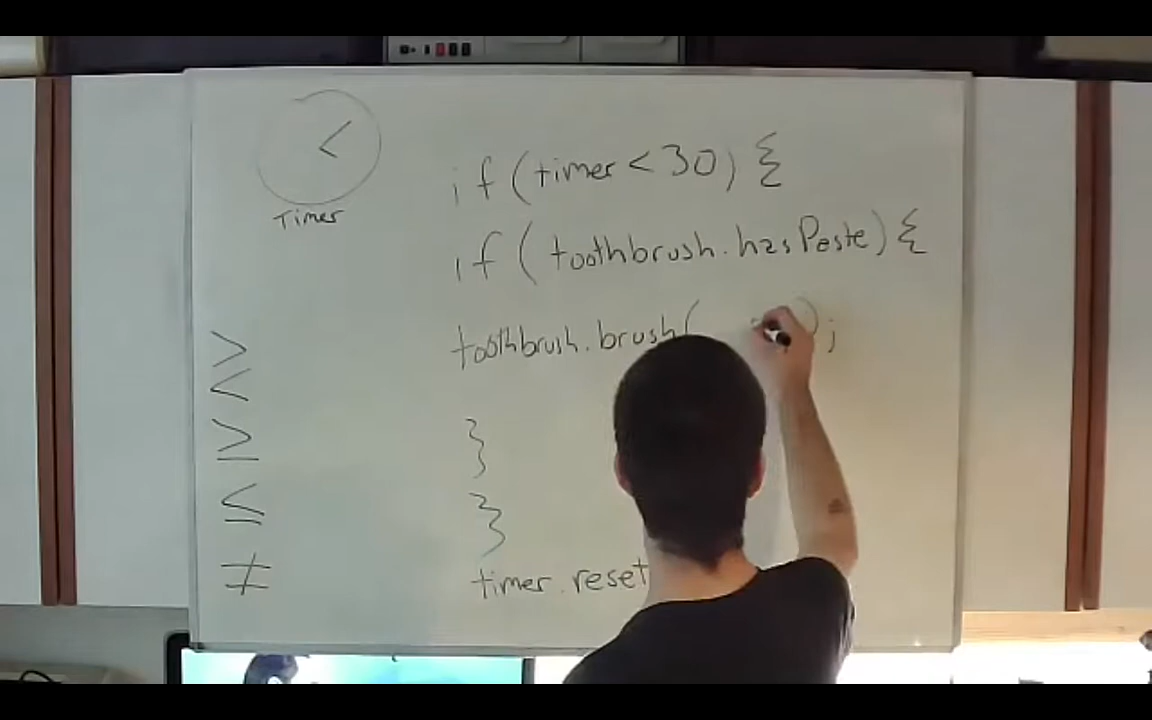 Timer
if (timer < 30) {
if (toothbrush.hasPaste) {
toothbrush.brush( );
}
}
timer.reset
>
<
≥
≤
≠